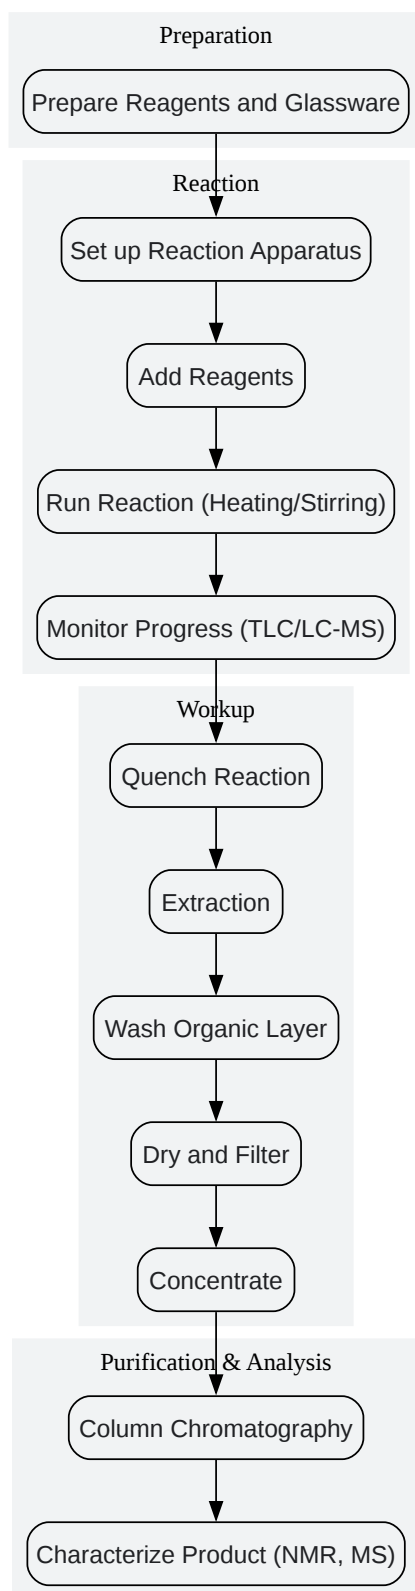 Preparation
Prepare Reagents and Glassware
Reaction
Set up Reaction Apparatus
Add Reagents
Run Reaction (Heating/Stirring)
Monitor Progress (TLC/LC-MS)
Workup
Quench Reaction
Extraction
Wash Organic Layer
Dry and Filter
Concentrate
Purification & Analysis
Column Chromatography
Characterize Product (NMR, MS)